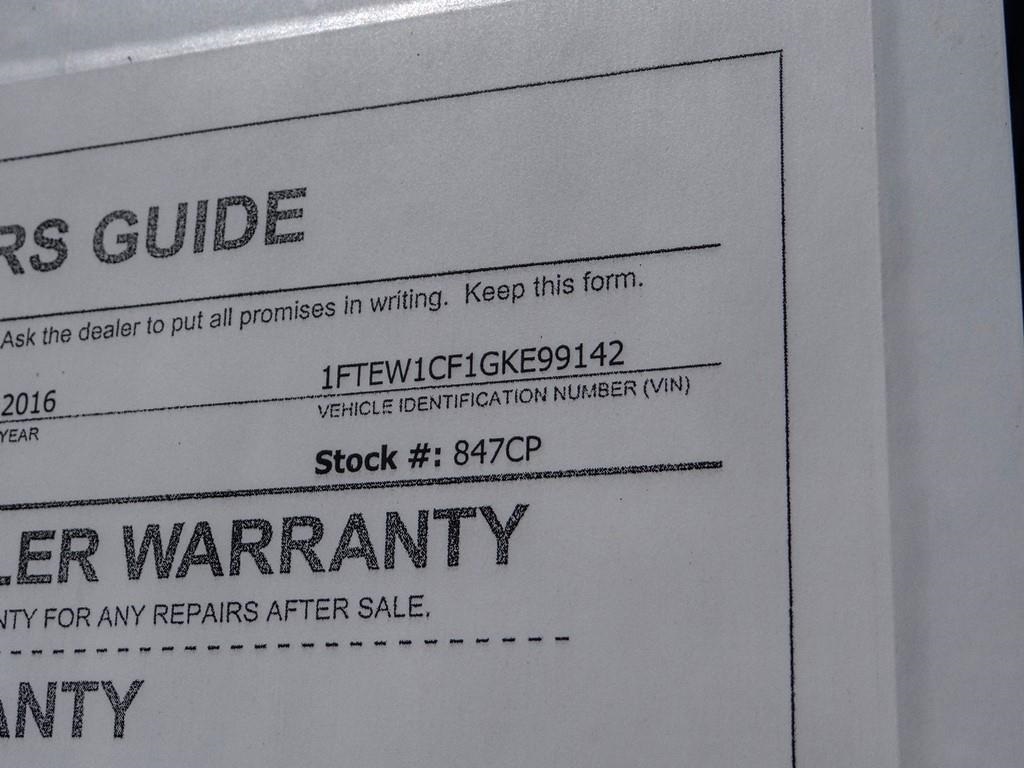 RS GUIDE
Ask the dealer to put all promises in writing. Keep this form.
2016 1FTEW1CF1GKE99142
YEAR VEHICLE IDENTIFICATION NUMBER (VIN)
Stock #: 847CP
LER WARRANTY
NTY FOR ANY REPAIRS AFTER SALE.
ANTY